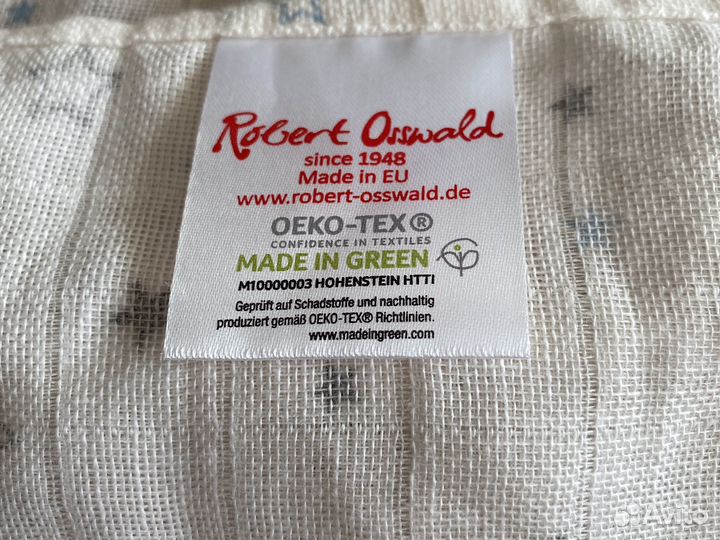 Robert Osswald
since 1948
Made in EU
www.robert-osswald.de
OEKO-TEX®
CONFIDENCE IN TEXTILES
MADE IN GREEN
M10000003 HOHENSTEIN HTTI
Geprüft auf Schadstoffe und nachhaltig
produziert gemäß OEKO-TEX® Richtlinien.
www.madeingreen.com
Avito